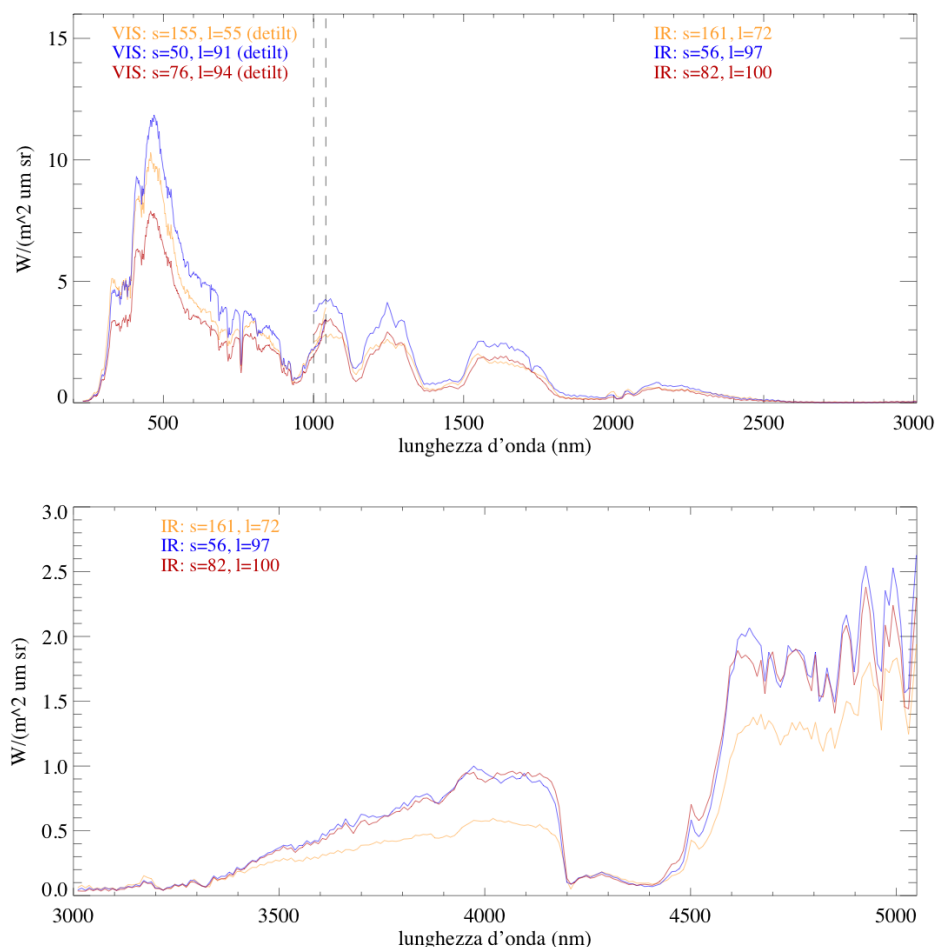 VIS: s=155, l=55 (detilt)
VIS: s=50, l=91 (detilt)
VIS: s=76, l=94 (detilt)
IR: s=161, l=72
IR: s=56, l=97
IR: s=82, l=100
15
10
5
0
W/(m^2 um sr)
500
1000
1500
2000
2500
3000
lunghezza d'onda (nm)
IR: s=161, l=72
IR: s=56, l=97
IR: s=82, l=100
3.0
2.5
2.0
1.5
1.0
0.5
0.0
W/(m^2 um sr)
3000
3500
4000
4500
5000
lunghezza d'onda (nm)